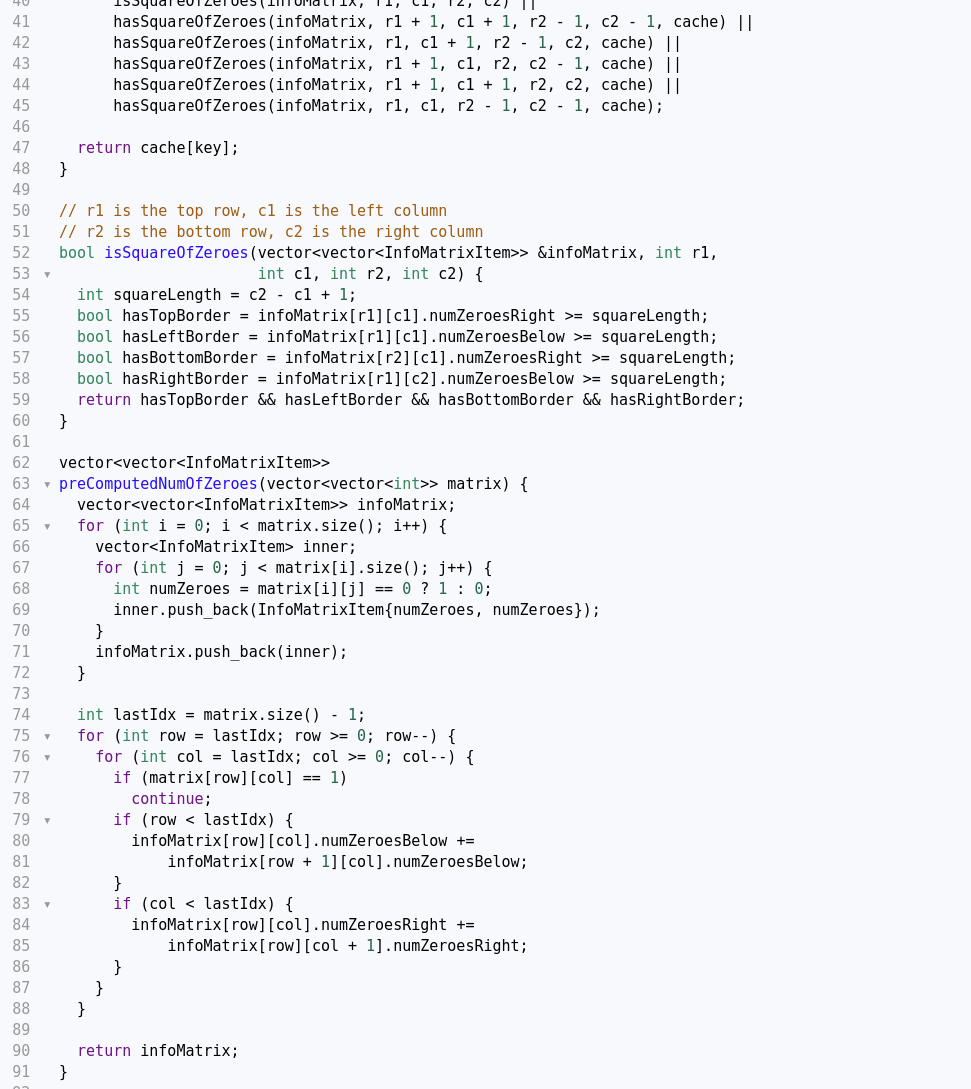 40 isSquareOfZeroes(infoMatrix, r1, c1, r2, c2) ||
41 hasSquareOfZeroes(infoMatrix, r1 + 1, c1 + 1, r2 - 1, c2 - 1, cache) ||
42 hasSquareOfZeroes(infoMatrix, r1, c1 + 1, r2 - 1, c2, cache) ||
43 hasSquareOfZeroes(infoMatrix, r1 + 1, c1, r2, c2 - 1, cache) ||
44 hasSquareOfZeroes(infoMatrix, r1 + 1, c1 + 1, r2, c2, cache) ||
45 hasSquareOfZeroes(infoMatrix, r1, c1, r2 - 1, c2 - 1, cache);
46
47 return cache[key];
48 }
49
50 // r1 is the top row, c1 is the left column
51 // r2 is the bottom row, c2 is the right column
52 bool isSquareOfZeroes(vector<vector<InfoMatrixItem>> &infoMatrix, int r1,
53 int c1, int r2, int c2) {
54 int squareLength = c2 - c1 + 1;
55 bool hasTopBorder = infoMatrix[r1][c1].numZeroesRight >= squareLength;
56 bool hasLeftBorder = infoMatrix[r1][c1].numZeroesBelow >= squareLength;
57 bool hasBottomBorder = infoMatrix[r2][c1].numZeroesRight >= squareLength;
58 bool hasRightBorder = infoMatrix[r1][c2].numZeroesBelow >= squareLength;
59 return hasTopBorder && hasLeftBorder && hasBottomBorder && hasRightBorder;
60 }
61
62 vector<vector<InfoMatrixItem>>
63 preComputedNumOfZeroes(vector<vector<int>> matrix) {
64 vector<vector<InfoMatrixItem>> infoMatrix;
65 for (int i = 0; i < matrix.size(); i++) {
66 vector<InfoMatrixItem> inner;
67 for (int j = 0; j < matrix[i].size(); j++) {
68 int numZeroes = matrix[i][j] == 0 ? 1 : 0;
69 inner.push_back(InfoMatrixItem{numZeroes, numZeroes});
70 }
71 infoMatrix.push_back(inner);
72 }
73
74 int lastIdx = matrix.size() - 1;
75 for (int row = lastIdx; row >= 0; row--) {
76 for (int col = lastIdx; col >= 0; col--) {
77 if (matrix[row][col] == 1)
78 continue;
79 if (row < lastIdx) {
80 infoMatrix[row][col].numZeroesBelow +=
81 infoMatrix[row + 1][col].numZeroesBelow;
82 }
83 if (col < lastIdx) {
84 infoMatrix[row][col].numZeroesRight +=
85 infoMatrix[row][col + 1].numZeroesRight;
86 }
87 }
88 }
89
90 return infoMatrix;
91 }